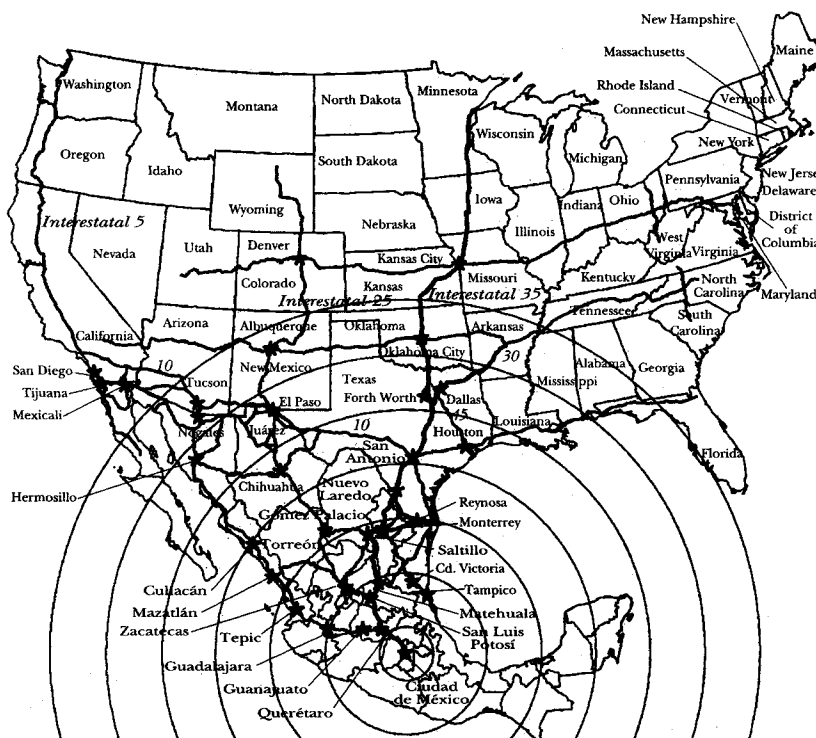 New Hampshire
Massachusetts
Maine
Rhode Island
Vermont
Connecticut
New York
Washington
Montana
North Dakota
Minnesota
Wisconsin
Michigan
Oregon
Idaho
South Dakota
Pennsylvania
New Jerse
Delaware
Wyoming
Iowa
Indiana
Ohio
Illinois
District
of
Columbia
Interestatal 5
Nebraska
Nevada
Utah
Denver
Kansas City
West
Virginia
Virginia
Colorado
Kansas
Missouri
Kentucky
Maryland
Interestatal 25
Interestatal 35
North
Carolina
Tennessee
South
Carolina
California
Arizona
Albuquerque
Oklahoma
Arkansas
Oklahoma City
30
San Diego
10
New Mexico
Texas
Mississippi
Alabama
Georgia
Tijuana
Tucson
Forth Worth
Dallas
Mexicali
El Paso
45
Louisiana
Nogales
Juárez
10
Houston
San
Antonio
Florida
Hermosillo
Chihuahua
Nuevo
Laredo
Reynosa
Gómez Palacio
Monterrey
Torreón
Saltillo
Cd. Victoria
Culiacán
Tampico
Mazatlán
Matehuala
Zacatecas
San Luis
Potosí
Tepic
Guadalajara
Guanajuato
Ciudad
de México
Querétaro